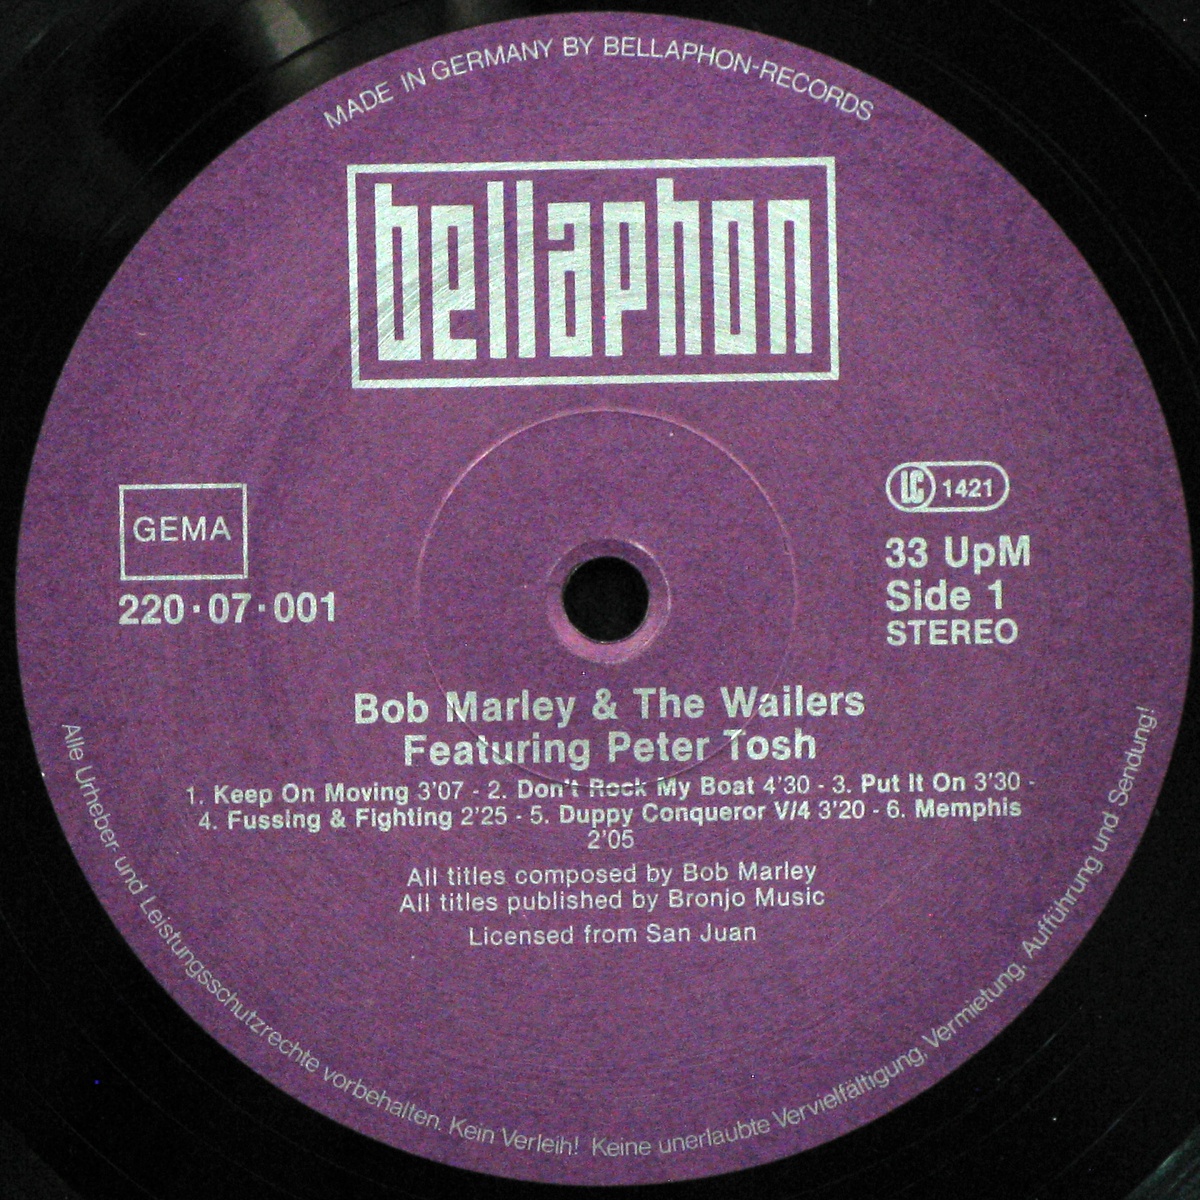 MADE IN GERMANY BY BELLAPHON-RECORDS
bellaphon
GEMA
220·07·001
LC 1421
33 UpM
Side 1
STEREO
Bob Marley & The Wailers
Featuring Peter Tosh
1. Keep On Moving 3'07 - 2. Don't Rock My Boat 4'30 - 3. Put It On 3'30 -
4. Fussing & Fighting 2'25 - 5. Duppy Conqueror V/4 3'20 - 6. Memphis
2'05
All titles composed by Bob Marley
All titles published by Bronjo Music
Licensed from San Juan
Alle Urheber und Leistungsschutzrechte vorbehalten. Kein Verleih! Keine unerlaubte Vervielfältigung, Vermietung, Aufführung und Sendung!